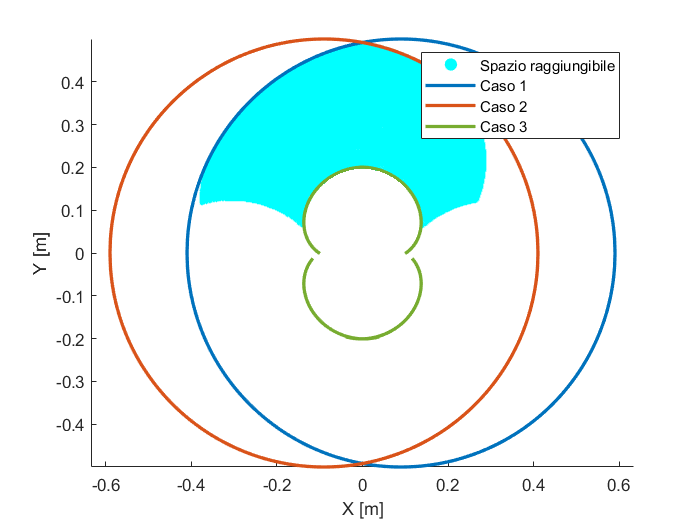 Spazio raggiungibile
Caso 1
Caso 2
Caso 3
0.4
0.3
0.2
0.1
0
-0.1
-0.2
-0.3
-0.4
Y [m]
-0.6 -0.4 -0.2 0 0.2 0.4 0.6
X [m]